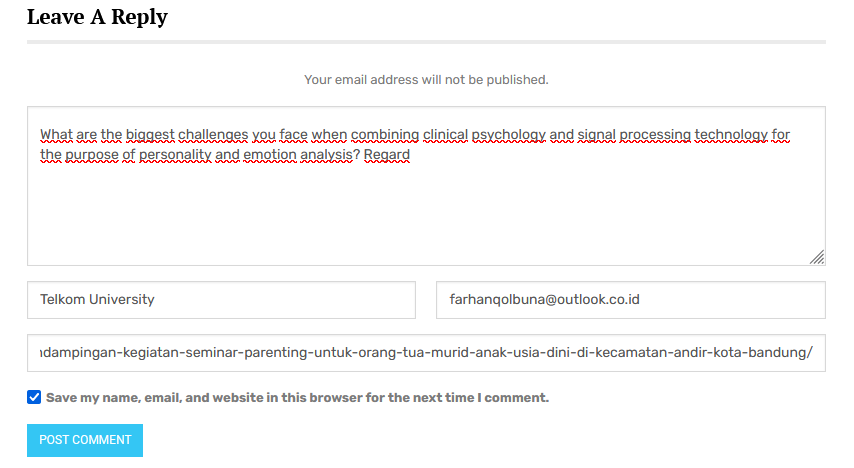 Leave A Reply
Your email address will not be published.
What are the biggest challenges you face when combining clinical psychology and signal processing technology for
the purpose of personality and emotion analysis? Regard
Telkom University
farhanqolbuna@outlook.co.id
ndampingan-kegiatan-seminar-parenting-untuk-orang-tua-murid-anak-usia-dini-di-kecamatan-andir-kota-bandung/
Save my name, email, and website in this browser for the next time I comment.
POST COMMENT